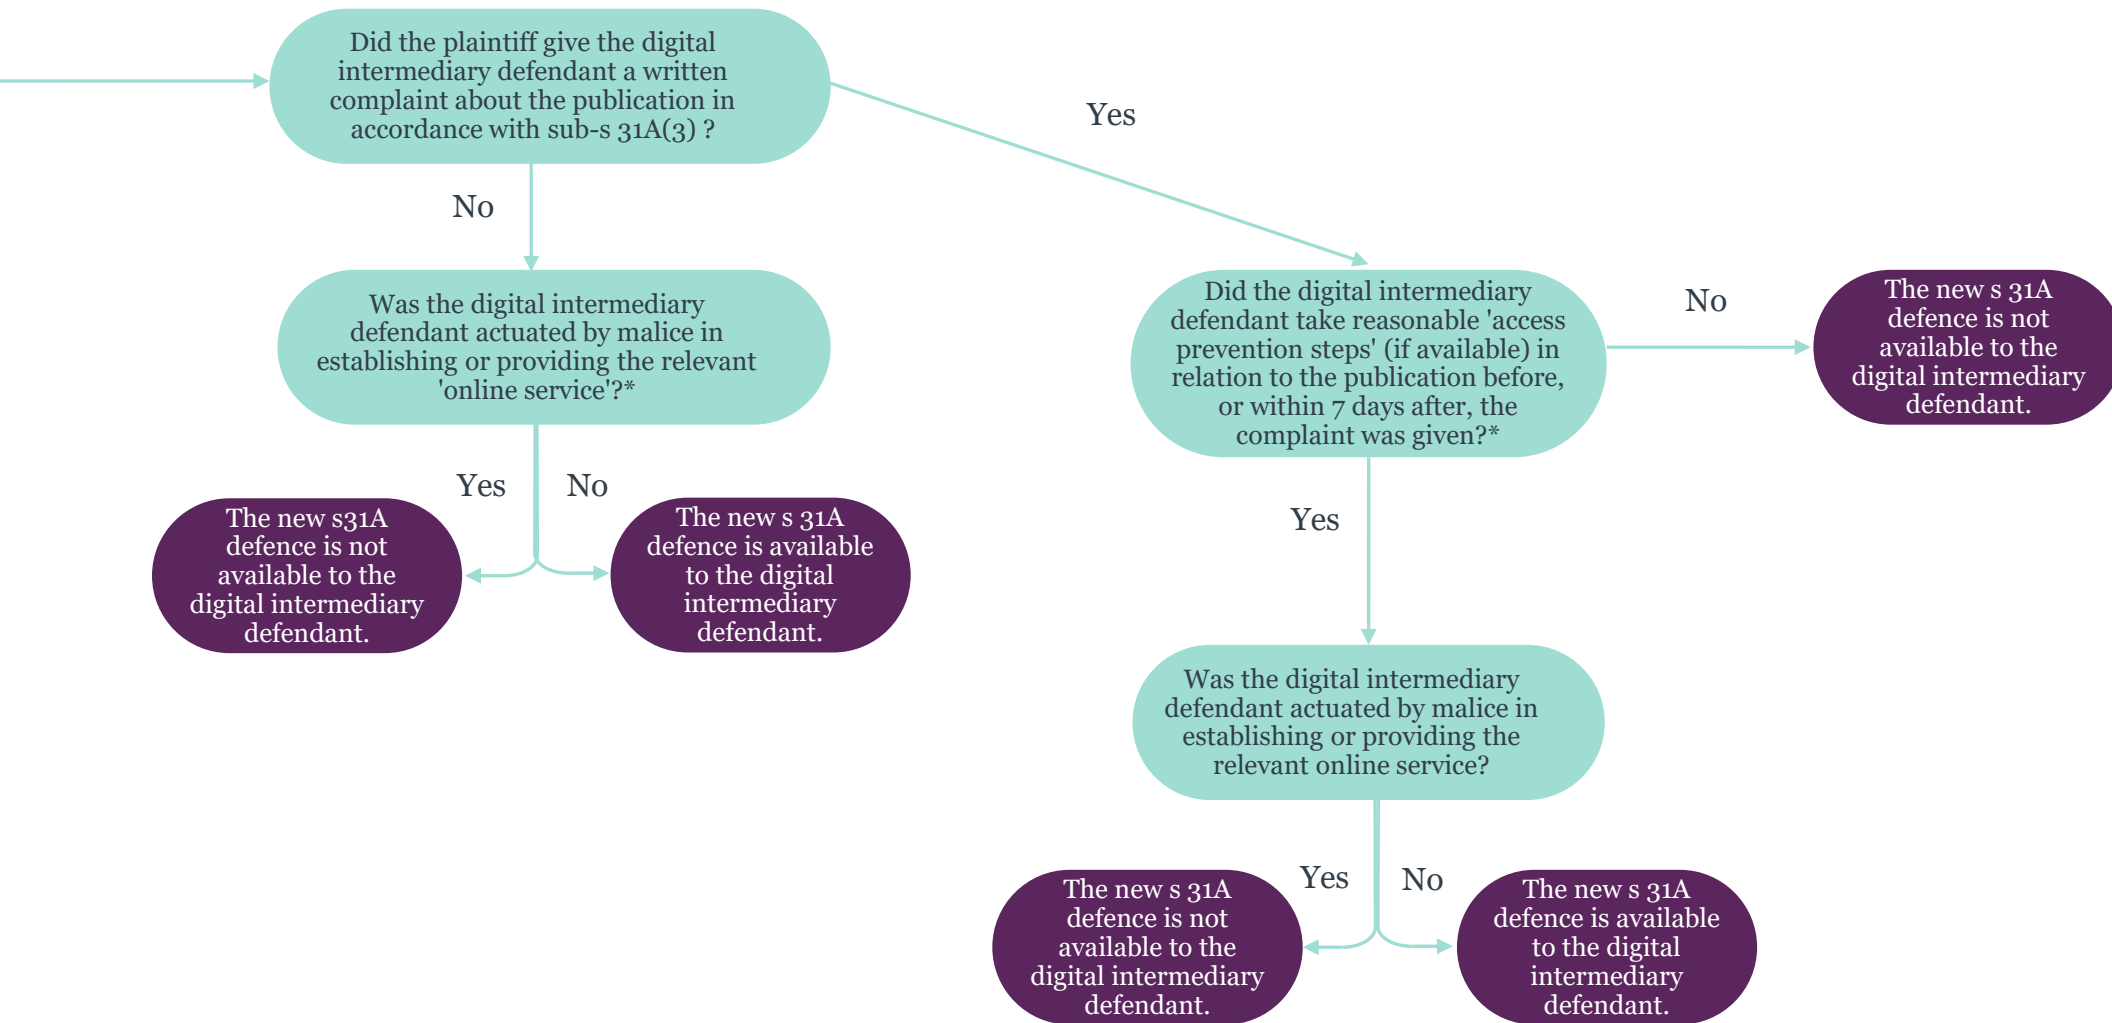 Did the plaintiff give the digital
intermediary defendant a written
complaint about the publication in
accordance with sub-s 31A(3) ?
Yes
No
Was the digital intermediary
defendant actuated by malice in
establishing or providing the relevant
'online service'?*
Did the digital intermediary
defendant take reasonable 'access
prevention steps' (if available) in
relation to the publication before,
or within 7 days after, the
complaint was given?*
No
The new s 31A
defence is not
available to the
digital intermediary
defendant.
Yes
No
The new s31A
defence is not
available to the
digital intermediary
defendant.
The new s 31A
defence is available
to the digital
intermediary
defendant.
Yes
Was the digital intermediary
defendant actuated by malice in
establishing or providing the
relevant online service?
Yes
No
The new s 31A
defence is not
available to the
digital intermediary
defendant.
The new s 31A
defence is available
to the digital
intermediary
defendant.